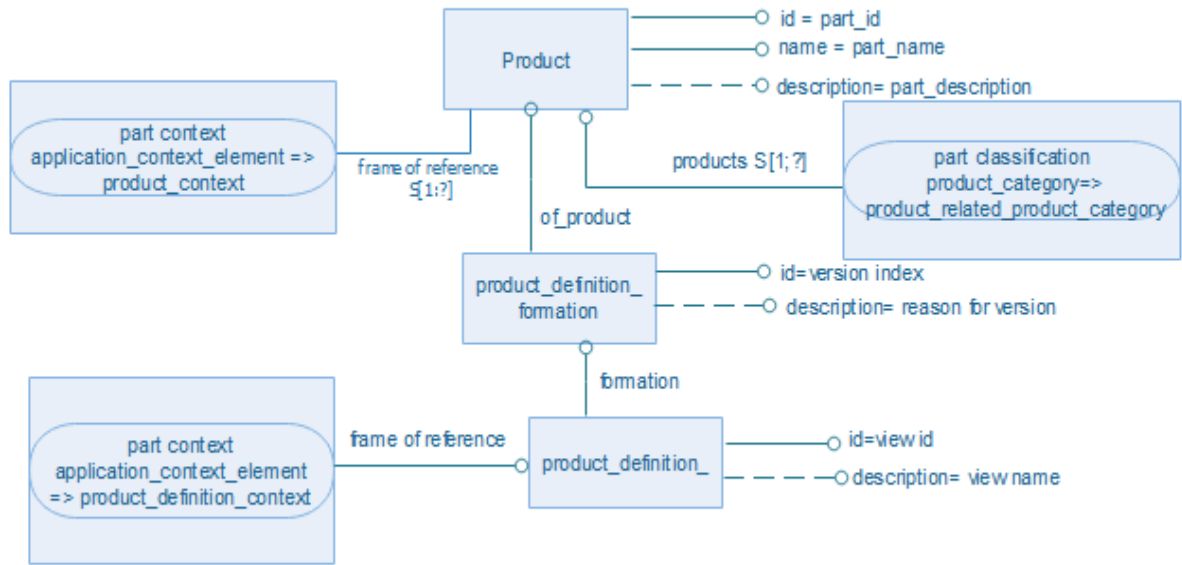 id = part_id
Product
name = part_name
description= part_description
part context
application_context_element =>
product_context
frame of reference
S[1:?]
products S[1; ?]
part classification
product_category=>
product_related_product_category
of_product
product_definition_
formation
id=version index
description= reason for version
formation
part context
application_context_element
=> product_definition_context
frame of reference
product_definition_
id=view id
description= view name